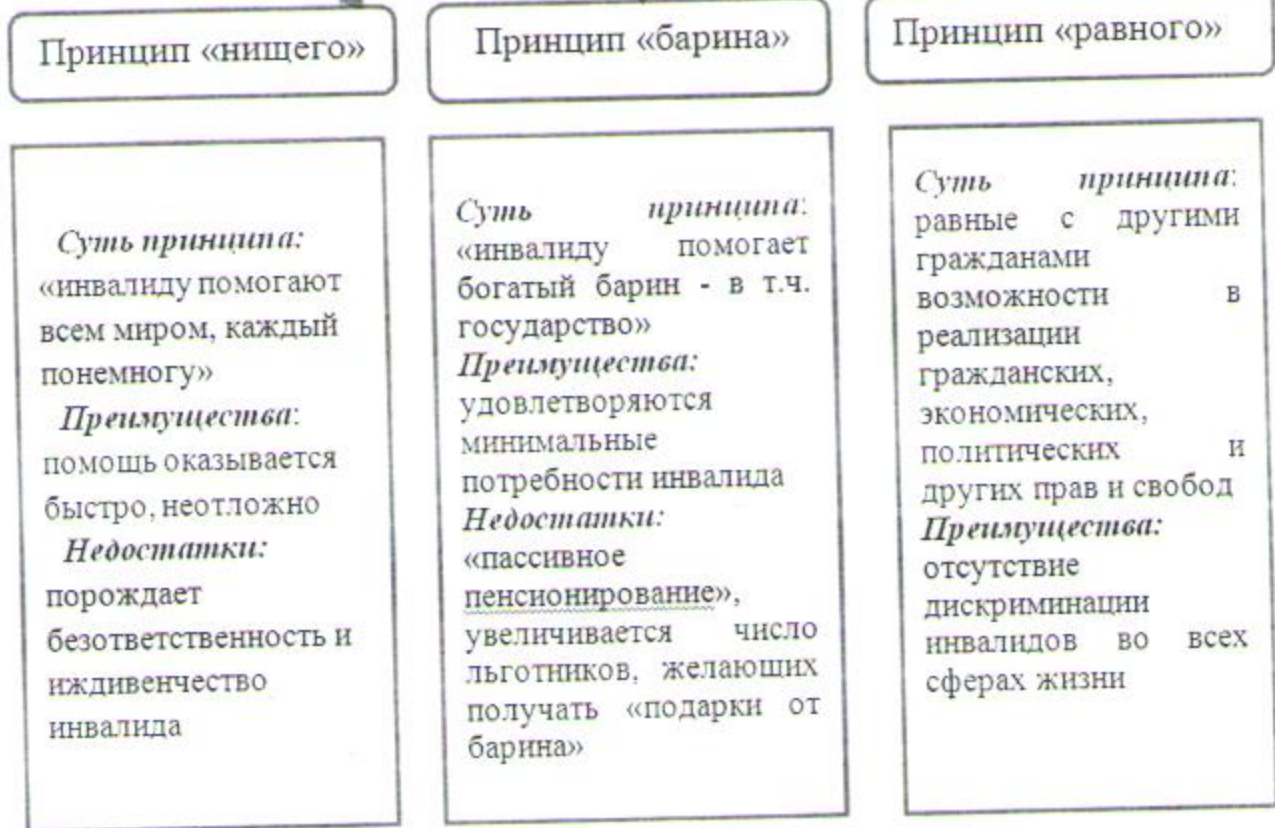 Принцип «нищего»
Суть принципа:
«инвалиду помогают
всем миром, каждый
понемногу»
Преимущества:
помощь оказывается
быстро, неотложно
Недостатки:
порождает
безответственность и
иждивенчество
инвалида
Принцип «барина»
Суть принципа:
«инвалиду помогает
богатый барин - в т.ч.
государство»
Преимущества:
удовлетворяются
минимальные
потребности инвалида
Недостатки:
«пассивное
пенсионирование»,
увеличивается число
льготников, желающих
получать «подарки от
барина»
Принцип «равного»
Суть принципа:
равные с другими
гражданами
возможности в
реализации
гражданских,
экономических,
политических и
других прав и свобод
Преимущества:
отсутствие
дискриминации
инвалидов во всех
сферах жизни